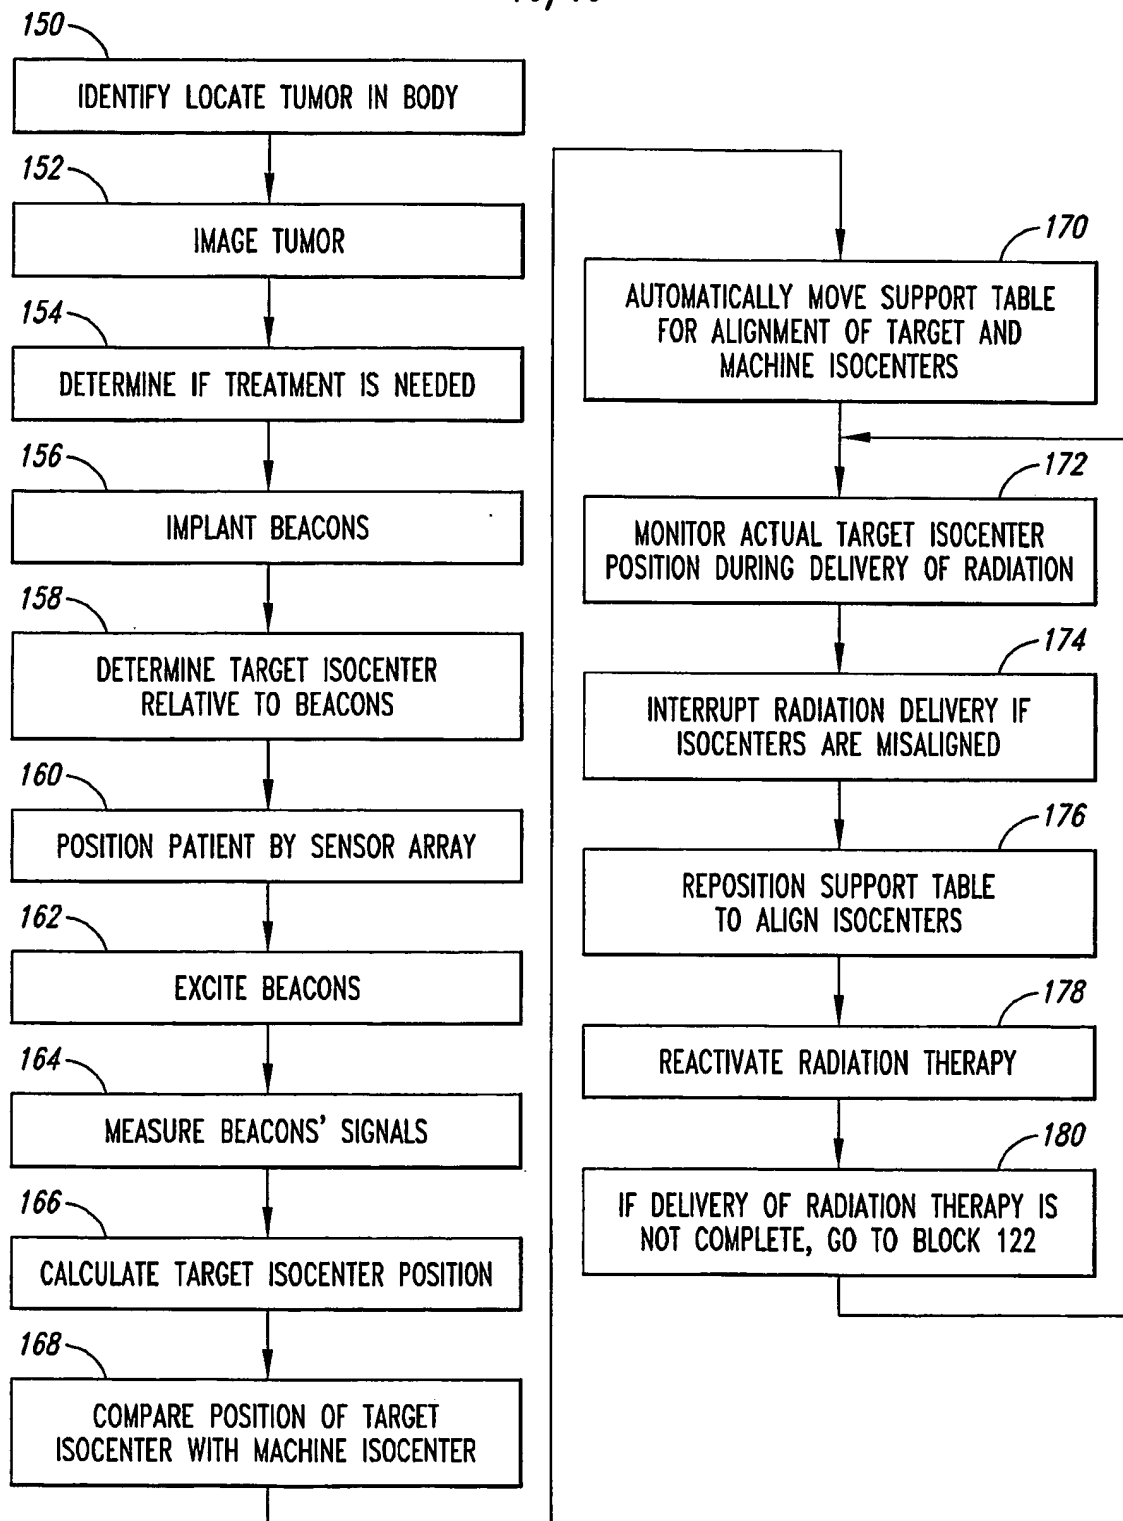 150
IDENTIFY LOCATE TUMOR IN BODY
152
IMAGE TUMOR
154
DETERMINE IF TREATMENT IS NEEDED
156
IMPLANT BEACONS
158
DETERMINE TARGET ISOCENTER
RELATIVE TO BEACONS
160
POSITION PATIENT BY SENSOR ARRAY
162
EXCITE BEACONS
164
MEASURE BEACONS' SIGNALS
166
CALCULATE TARGET ISOCENTER POSITION
168
COMPARE POSITION OF TARGET
ISOCENTER WITH MACHINE ISOCENTER
170
AUTOMATICALLY MOVE SUPPORT TABLE
FOR ALIGNMENT OF TARGET AND
MACHINE ISOCENTERS
172
MONITOR ACTUAL TARGET ISOCENTER
POSITION DURING DELIVERY OF RADIATION
174
INTERRUPT RADIATION DELIVERY IF
ISOCENTERS ARE MISALIGNED
176
REPOSITION SUPPORT TABLE
TO ALIGN ISOCENTERS
178
REACTIVATE RADIATION THERAPY
180
IF DELIVERY OF RADIATION THERAPY IS
NOT COMPLETE, GO TO BLOCK 122